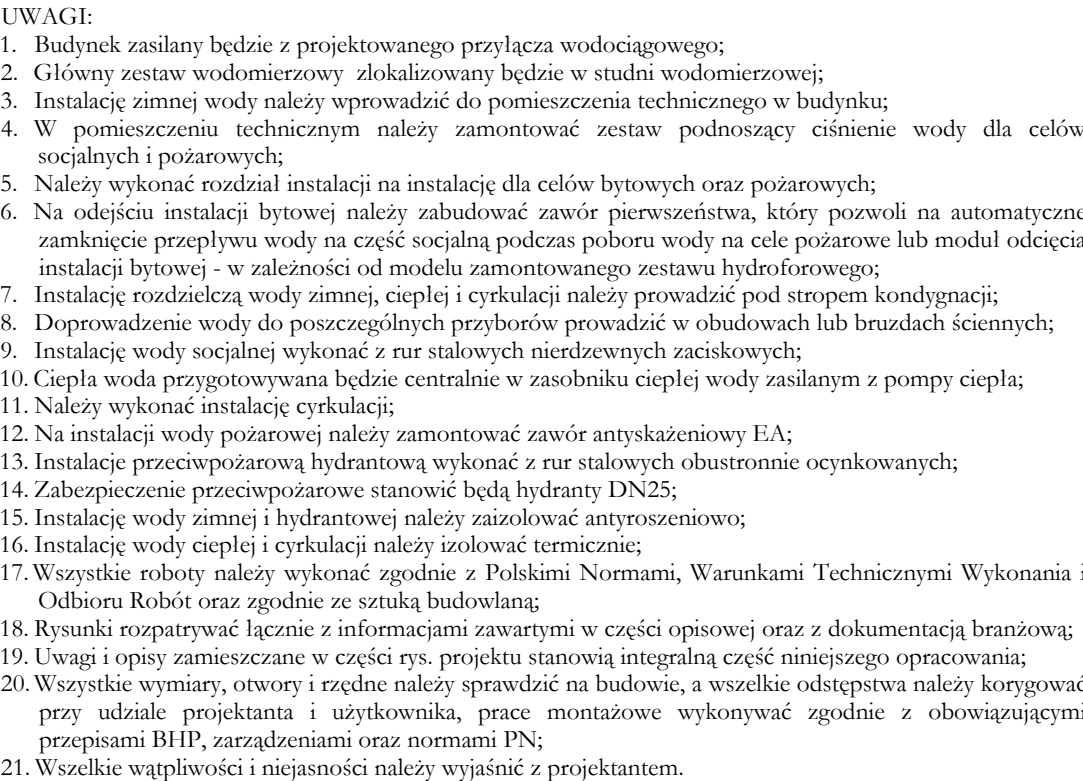 UWAGI:
1. Budynek zasilany będzie z projektowanego przyłącza wodociągowego;
2. Główny zestaw wodomierzowy zlokalizowany będzie w studni wodomierzowej;
3. Instalację zimnej wody należy wprowadzić do pomieszczenia technicznego w budynku;
4. W pomieszczeniu technicznym należy zamontować zestaw podnoszący ciśnienie wody dla celów
socjalnych i pożarowych;
5. Należy wykonać rozdział instalacji na instalację dla celów bytowych oraz pożarowych;
6. Na odejściu instalacji bytowej należy zabudować zawór pierwszeństwa, który pozwoli na automatyczne
zamknięcie przepływu wody na część socjalną podczas poboru wody na cele pożarowe lub moduł odcięcia
instalacji bytowej - w zależności od modelu zamontowanego zestawu hydroforowego;
7. Instalację rozdzielczą wody zimnej, ciepłej i cyrkulacji należy prowadzić pod stropem kondygnacji;
8. Doprowadzenie wody do poszczególnych przyborów prowadzić w obudowach lub bruzdach ściennych;
9. Instalację wody socjalnej wykonać z rur stalowych nierdzewnych zaciskowych;
10. Ciepła woda przygotowywana będzie centralnie w zasobniku ciepłej wody zasilanym z pompy ciepła;
11. Należy wykonać instalację cyrkulacji;
12. Na instalacji wody pożarowej należy zamontować zawór antyskażeniowy EA;
13. Instalacje przeciwpożarową hydrantową wykonać z rur stalowych obustronnie ocynkowanych;
14. Zabezpieczenie przeciwpożarowe stanowić będą hydranty DN25;
15. Instalację wody zimnej i hydrantowej należy zaizolować antyroszeniowo;
16. Instalację wody ciepłej i cyrkulacji należy izolować termicznie;
17. Wszystkie roboty należy wykonać zgodnie z Polskimi Normami, Warunkami Technicznymi Wykonania i
Odbioru Robót oraz zgodnie ze sztuką budowlaną;
18. Rysunki rozpatrywać łącznie z informacjami zawartymi w części opisowej oraz z dokumentacją branżową;
19. Uwagi i opisy zamieszczane w części rys. projektu stanowią integralną część niniejszego opracowania;
20. Wszystkie wymiary, otwory i rzędne należy sprawdzić na budowie, a wszelkie odstępstwa należy korygować
przy udziale projektanta i użytkownika, prace montażowe wykonywać zgodnie z obowiązującymi
przepisami BHP, zarządzeniami oraz normami PN;
21. Wszelkie wątpliwości i niejasności należy wyjaśnić z projektantem.